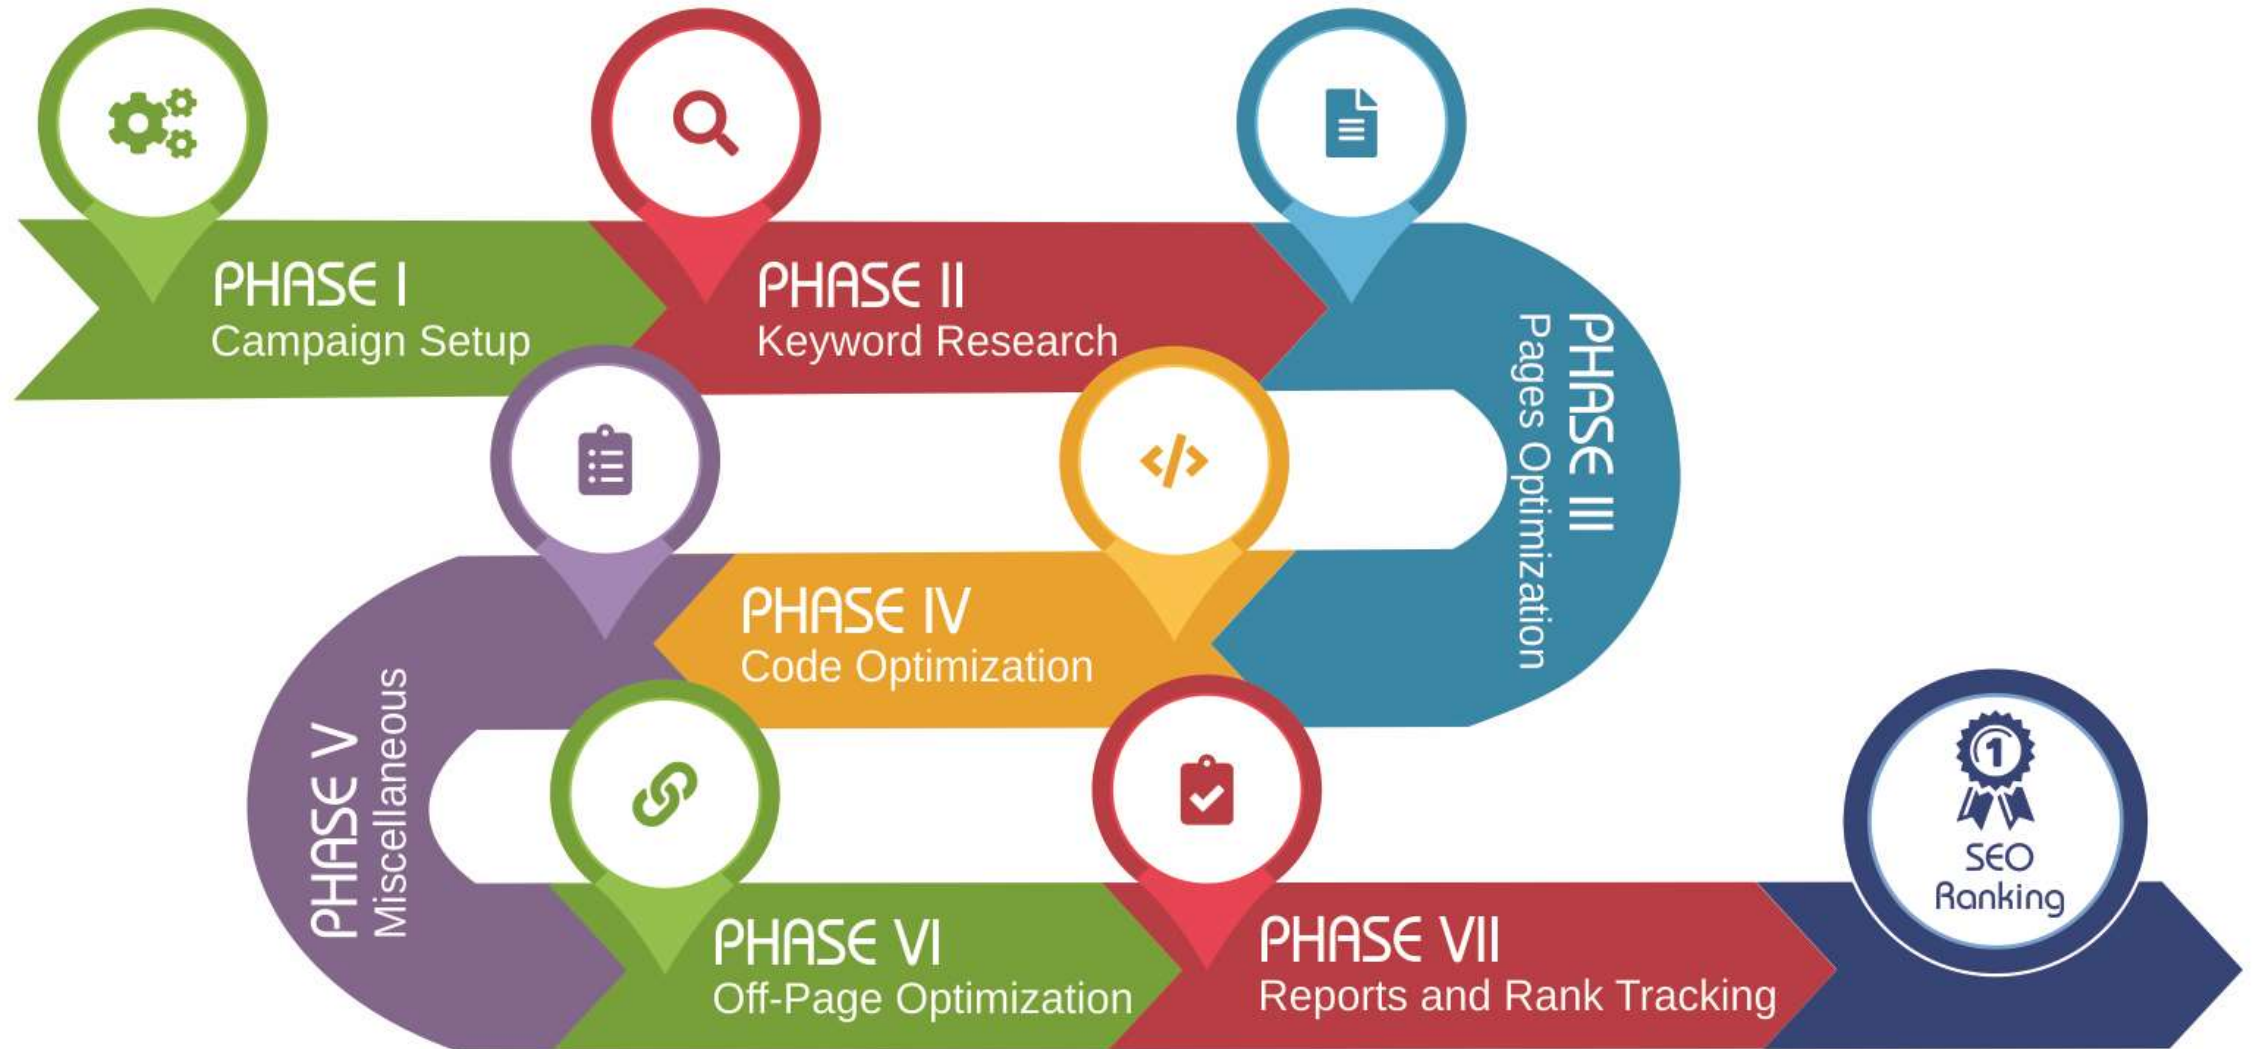 PHASE I
Campaign Setup
PHASE II
Keyword Research
PHASE III
Pages Optimization
PHASE IV
Code Optimization
PHASE V
Miscellaneous
PHASE VI
Off-Page Optimization
PHASE VII
Reports and Rank Tracking
1
SEO
Ranking